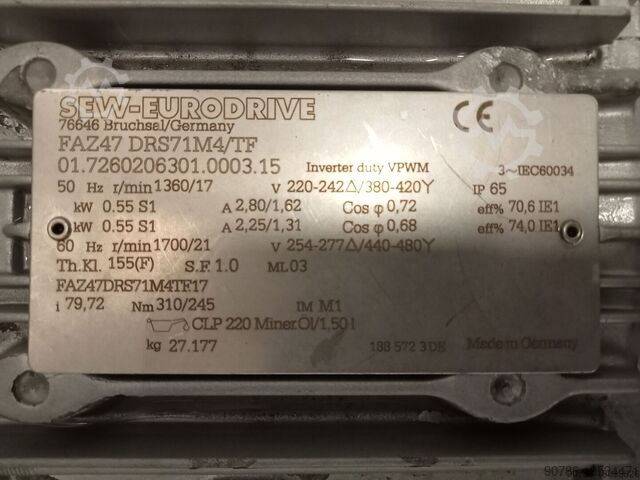 SEW-EURODRIVE
76646 Bruchsal/Germany
FAZ47 DRS71M4/TF
01.7260206301.0003.15 Inverter duty VPWM 3~IEC60034
50 Hz r/min 1360/17 V 220-242△/380-420Y IP 65
kW 0.55 S1 A 2,80/1,62 Cos φ 0,72 eff% 70,6 IE1
kW 0.55 S1 A 2,25/1,31 Cos φ 0,68 eff% 74,0 IE1
60 Hz r/min 1700/21 V 254-277△/440-480Y
Th.Kl. 155(F) S.F. 1.0 ML 03
FAZ47DRS71M4TF17
i 79,72 Nm 310/245 IM M1
CLP 220 Miner.Öl/1,50 l
kg 27.177 188 572 3 DE Made in Germany